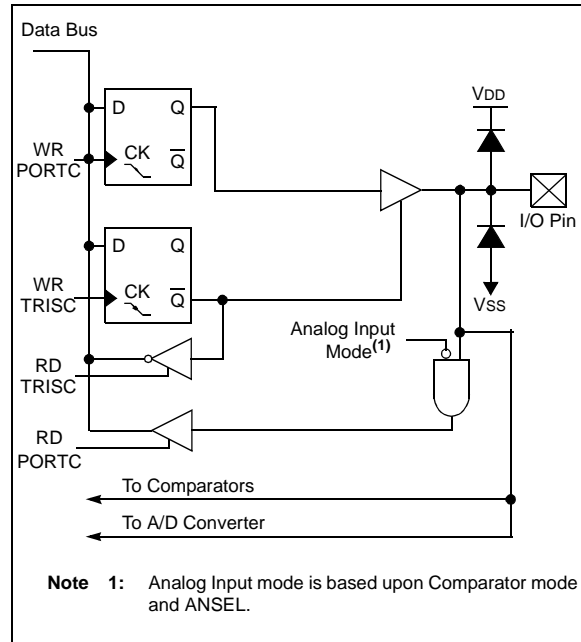 Data Bus
D Q
WR
PORTC
CK Q
VDD
I/O Pin
D Q
WR
TRISC
CK Q
VSS
Analog Input
Mode(1)
RD
TRISC
RD
PORTC
To Comparators
To A/D Converter
Note 1: Analog Input mode is based upon Comparator mode
and ANSEL.